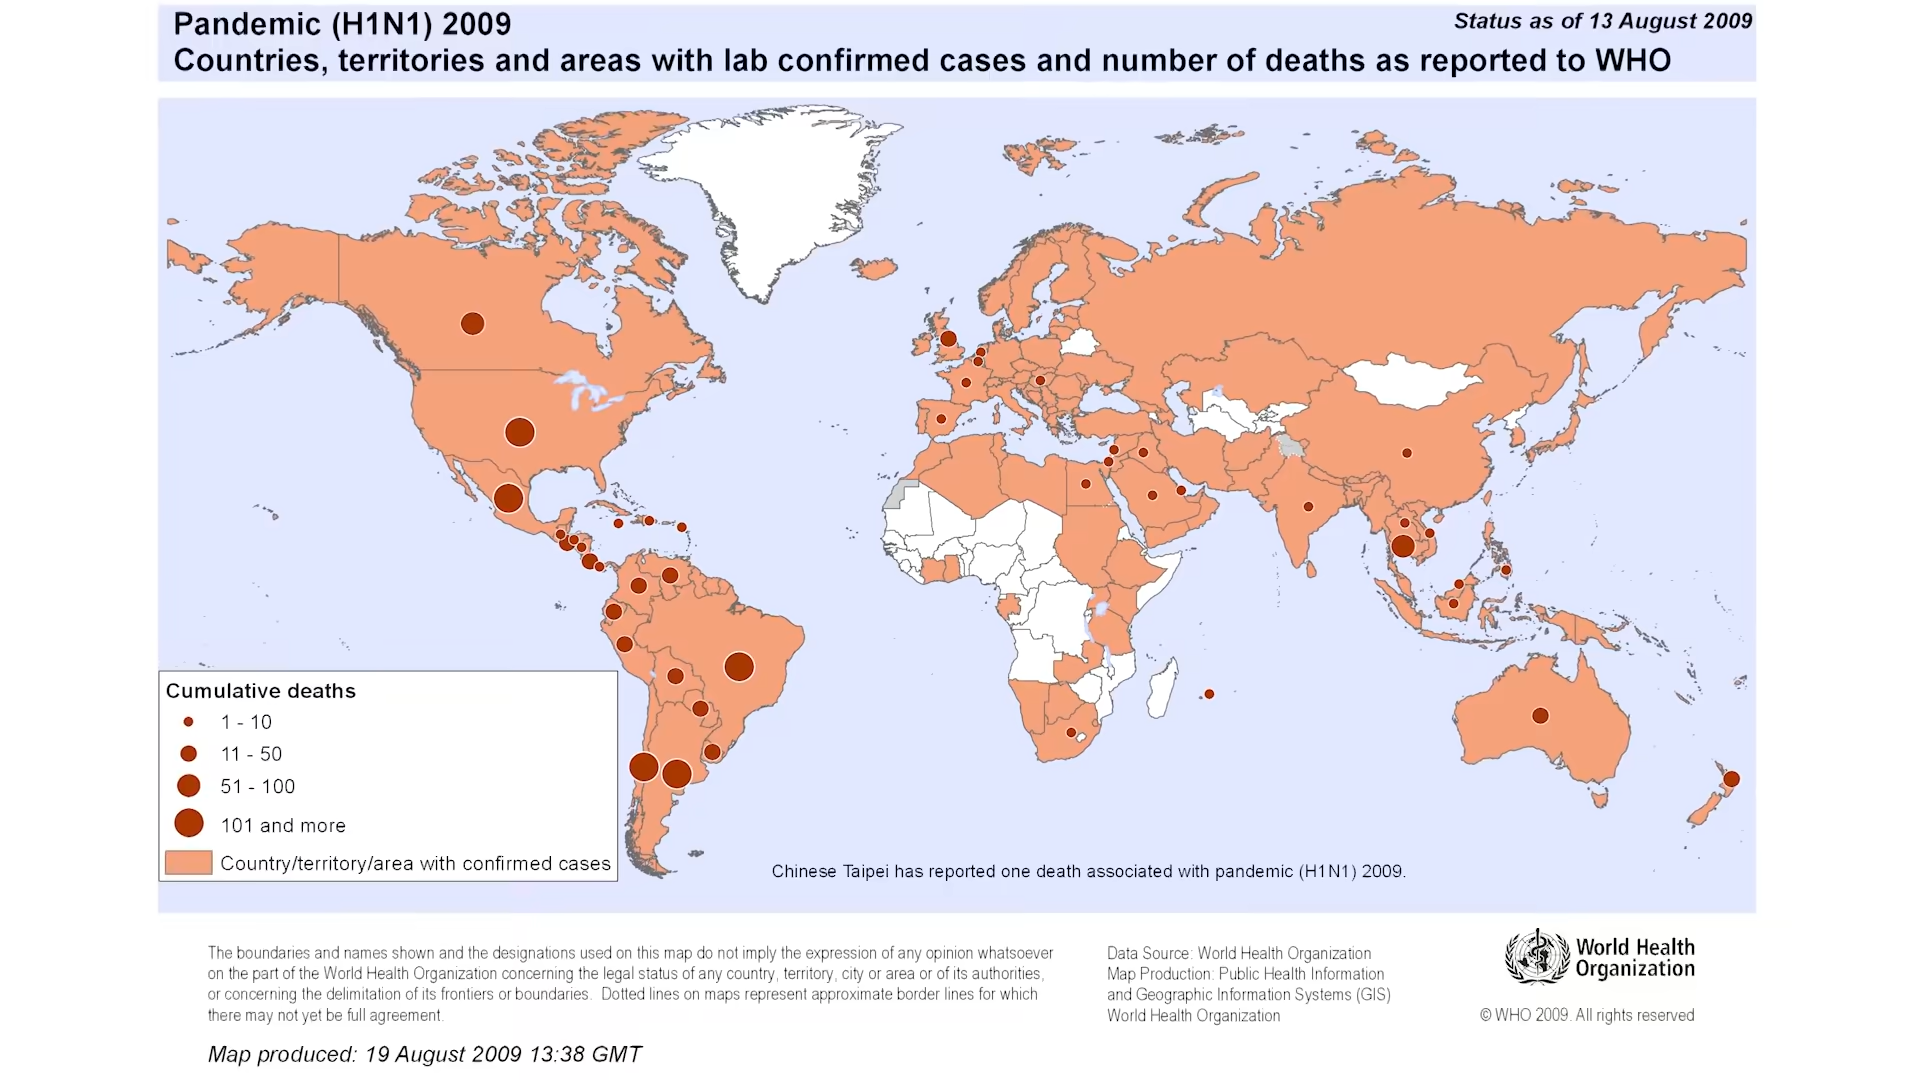 Pandemic (H1N1) 2009
Status as of 13 August 2009
Countries, territories and areas with lab confirmed cases and number of deaths as reported to WHO
Cumulative deaths
1 - 10
11 - 50
51 - 100
101 and more
Country/territory/area with confirmed cases
Chinese Taipei has reported one death associated with pandemic (H1N1) 2009.
The boundaries and names shown and the designations used on this map do not imply the expression of any opinion whatsoever
on the part of the World Health Organization concerning the legal status of any country, territory, city or area or of its authorities,
or concerning the delimitation of its frontiers or boundaries. Dotted lines on maps represent approximate border lines for which
there may not yet be full agreement.
Data Source: World Health Organization
Map Production: Public Health Information
and Geographic Information Systems (GIS)
World Health Organization
World Health
Organization
© WHO 2009. All rights reserved
Map produced: 19 August 2009 13:38 GMT